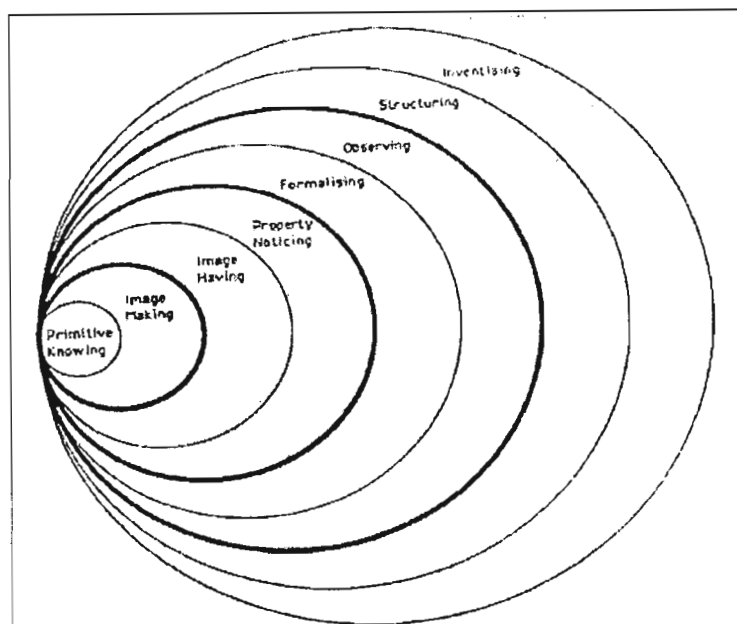 Inventising
Structuring
Observing
Formalising
Property
Noticing
Image
Having
Image
Making
Primitive
Knowing